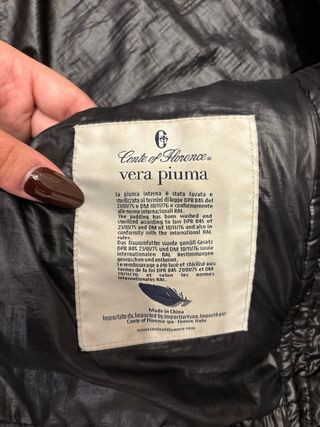 Conte of Florence®
vera piuma
La piuma interna è stata lavata e
sterilizzata ai termini di legge DPR 845 del
23/01/75 e DM 10/11/76 e conformemente
alle norme internazionali RAL.
The padding has been washed and
sterilized according to law DPR 845 of
23/01/75 and DM of 10/11/76 and also in
conformity with the international RAL
rules.
Das Daunenfutter wurde gemäß Gesetz
DPR 845 23/01/75 und DM 10/11/76 sowie
internationalen RAL Bestimmungen
gewaschen und entkeimt.
Le rembourrage a été lavé et stérilisé avec
termes de la loi DPR 845 23/01/75 et DM
10/11/76 et selon les normes
internationales RAL.
Made in China
Importato da, Imported by, Importiert von, Importé par
Conte of Florence spa - Firenze, Italia
www.conteofflorence.com